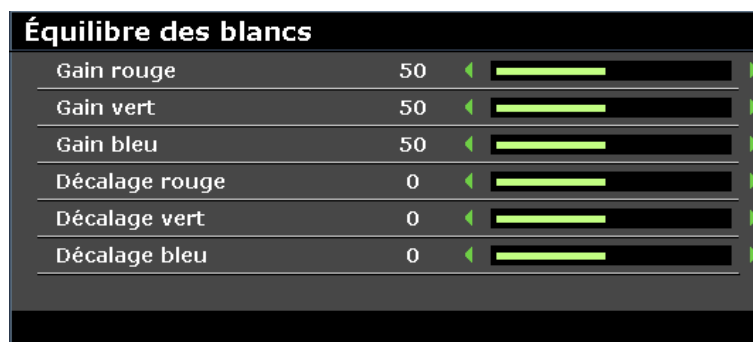 Équilibre des blancs
Gain rouge 50
Gain vert 50
Gain bleu 50
Décalage rouge 0
Décalage vert 0
Décalage bleu 0